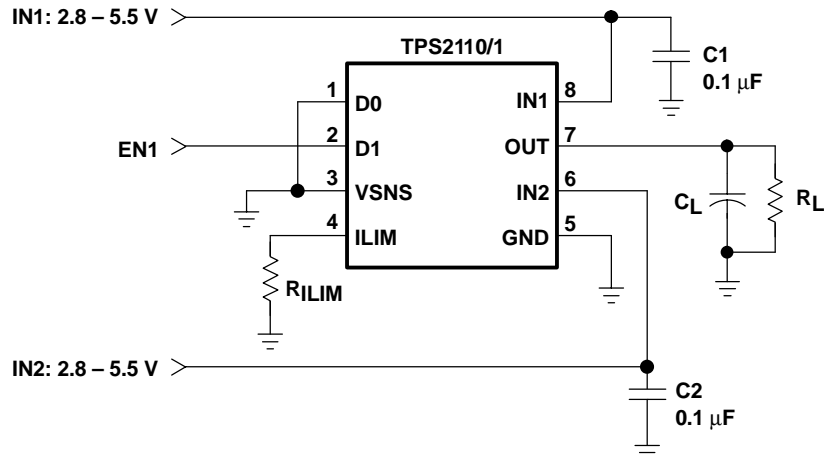 IN1: 2.8 – 5.5 V
TPS2110/1
C1
0.1 μF
1
D0
IN1
8
EN1
2
D1
OUT
7
3
VSNS
IN2
6
CL
RL
4
ILIM
GND
5
RILIM
IN2: 2.8 – 5.5 V
C2
0.1 μF